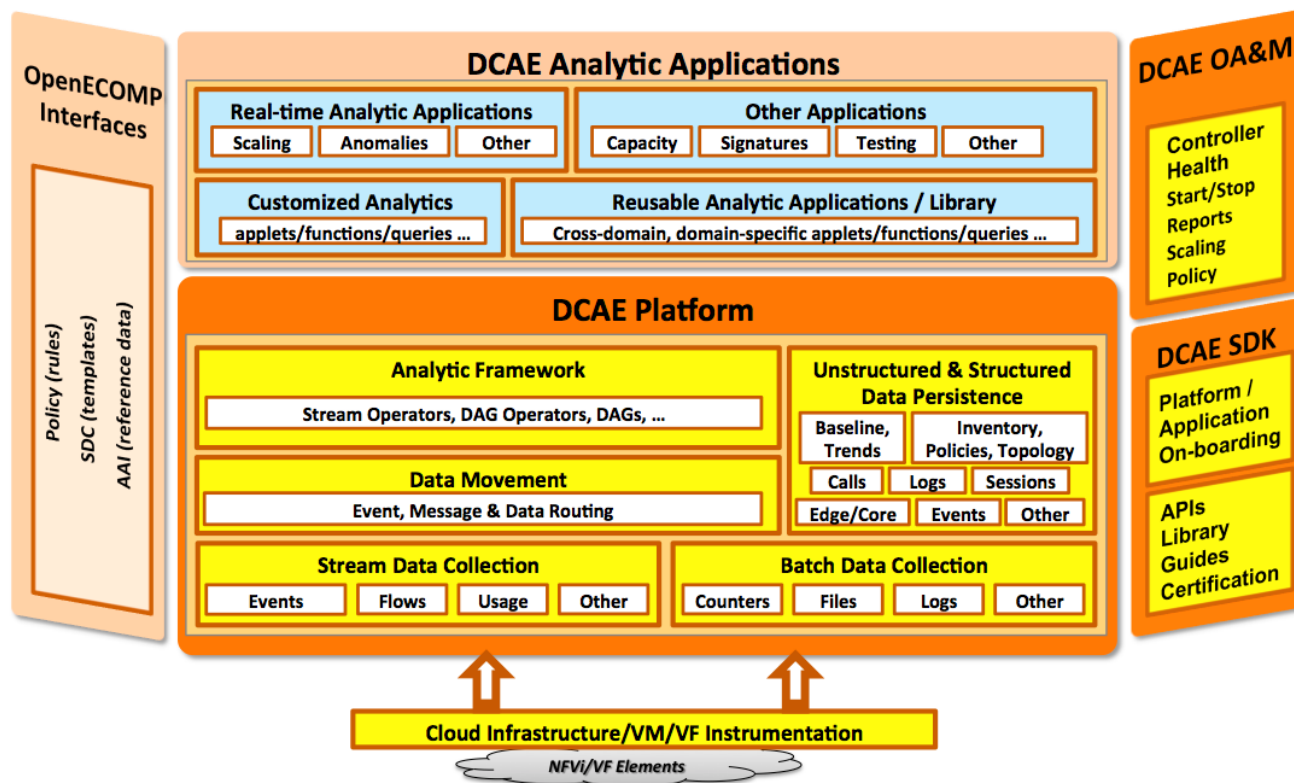 OpenECOMP
Interfaces
Policy (rules)
SDC (templates)
AAI (reference data)
DCAE Analytic Applications
Real-time Analytic Applications
Scaling
Anomalies
Other
Other Applications
Capacity
Signatures
Testing
Other
Customized Analytics
applets/functions/queries ...
Reusable Analytic Applications / Library
Cross-domain, domain-specific applets/functions/queries ...
DCAE Platform
Analytic Framework
Stream Operators, DAG Operators, DAGs, ...
Data Movement
Event, Message & Data Routing
Unstructured & Structured
Data Persistence
Baseline,
Trends
Inventory,
Policies, Topology
Calls
Logs
Sessions
Edge/Core
Events
Other
Stream Data Collection
Events
Flows
Usage
Other
Batch Data Collection
Counters
Files
Logs
Other
DCAE OA&M
Controller
Health
Start/Stop
Reports
Scaling
Policy
DCAE SDK
Platform /
Application
On-boarding
APIs
Library
Guides
Certification
Cloud Infrastructure/VM/VF Instrumentation
NFVi/VF Elements